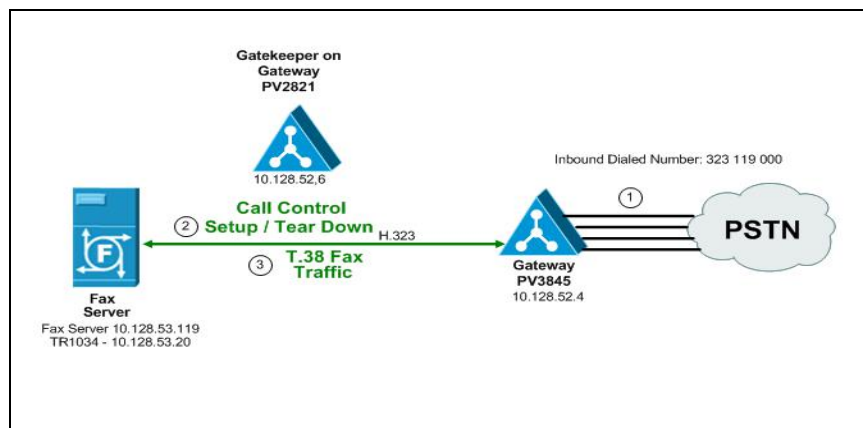 Gatekeeper on
Gateway
PV2821
10.128.52,6
Inbound Dialed Number: 323 119 000
1
PSTN
Call Control
2
Setup / Tear Down
H.323
3
T.38 Fax
Traffic
F
Gateway
PV3845
10.128.52.4
Fax
Server
Fax Server 10.128.53.119
TR1034 - 10.128.53.20